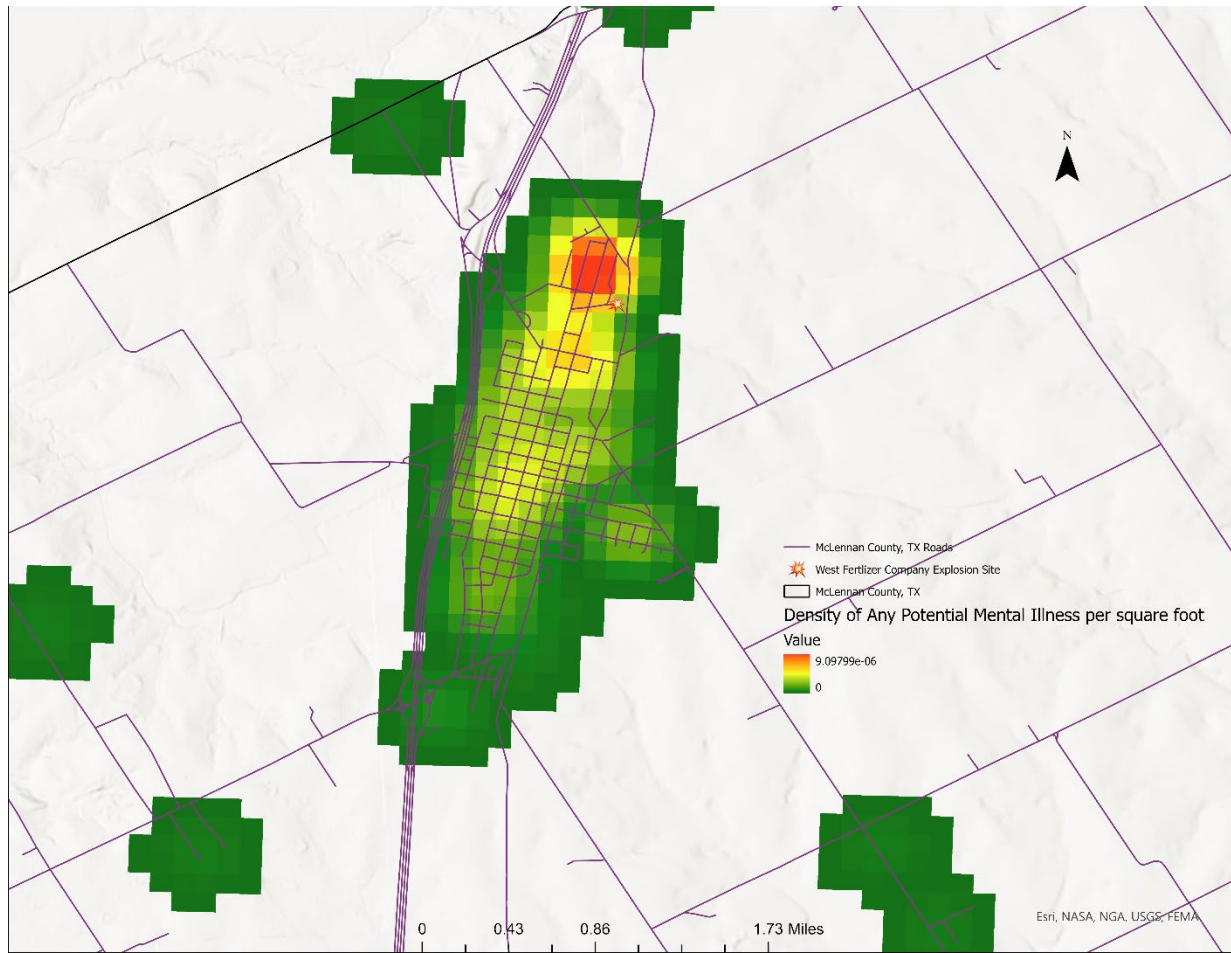 N
McLennan County, TX Roads
West Fertlizer Company Explosion Site
McLennan County, TX
Density of Any Potential Mental Illness per square foot
Value
9.09799e-06
0
Esri, NASA, NGA, USGS, FEMA
0 0.43 0.86 1.73 Miles